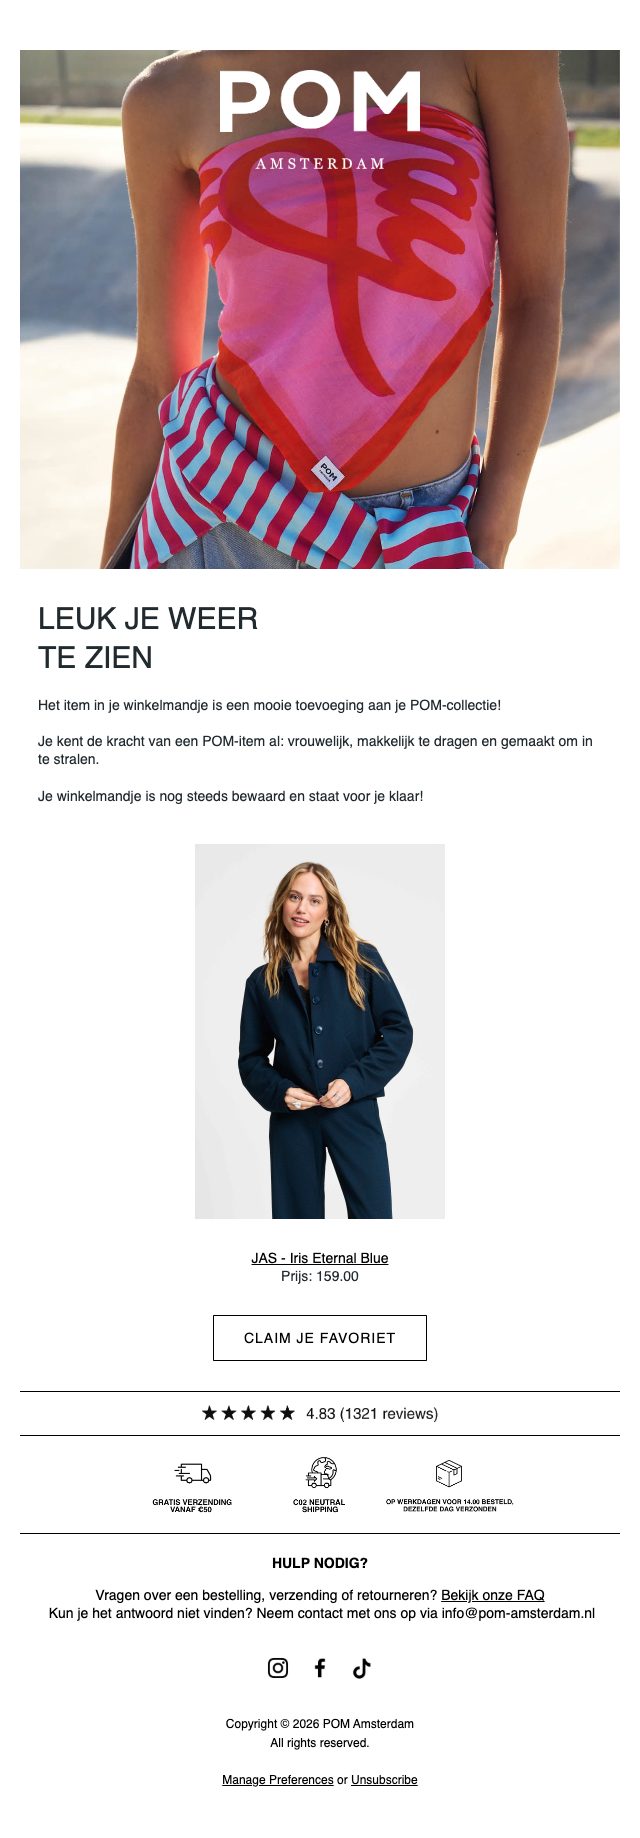 POM
AMSTERDAM
POM
LEUK JE WEER
TE ZIEN
Het item in je winkelmandje is een mooie toevoeging aan je POM-collectie!
Je kent de kracht van een POM-item al: vrouwelijk, makkelijk te dragen en gemaakt om in
te stralen.
Je winkelmandje is nog steeds bewaard en staat voor je klaar!
JAS - Iris Eternal Blue
Prijs: 159.00
CLAIM JE FAVORIET
4.83 (1321 reviews)
GRATIS VERZENDING
VANAF €50
C02 NEUTRAL
SHIPPING
OP WERKDAGEN VOOR 14.00 BESTELD,
DEZELFDE DAG VERZONDEN
HULP NODIG?
Vragen over een bestelling, verzending of retourneren? Bekijk onze FAQ
Kun je het antwoord niet vinden? Neem contact met ons op via info@pom-amsterdam.nl
Copyright © 2026 POM Amsterdam
All rights reserved.
Manage Preferences or Unsubscribe